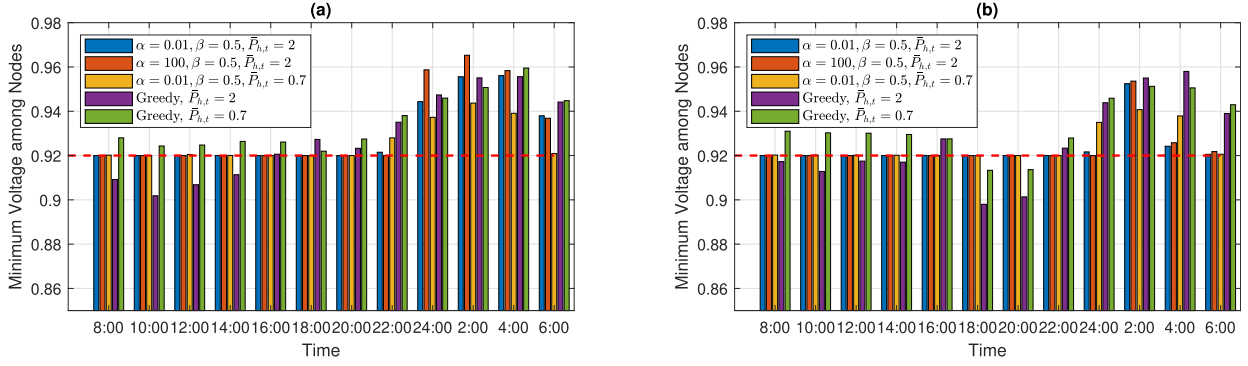 (a)
Minimum Voltage among Nodes
0.98
0.96
0.94
0.92
0.9
0.88
0.86
α = 0.01, β = 0.5, P̄h,t = 2
α = 100, β = 0.5, P̄h,t = 2
α = 0.01, β = 0.5, P̄h,t = 0.7
Greedy, P̄h,t = 2
Greedy, P̄h,t = 0.7
8:00 10:00 12:00 14:00 16:00 18:00 20:00 22:00 24:00 2:00 4:00 6:00
Time
(b)
Minimum Voltage among Nodes
0.98
0.96
0.94
0.92
0.9
0.88
0.86
α = 0.01, β = 0.5, P̄h,t = 2
α = 100, β = 0.5, P̄h,t = 2
α = 0.01, β = 0.5, P̄h,t = 0.7
Greedy, P̄h,t = 2
Greedy, P̄h,t = 0.7
8:00 10:00 12:00 14:00 16:00 18:00 20:00 22:00 24:00 2:00 4:00 6:00
Time